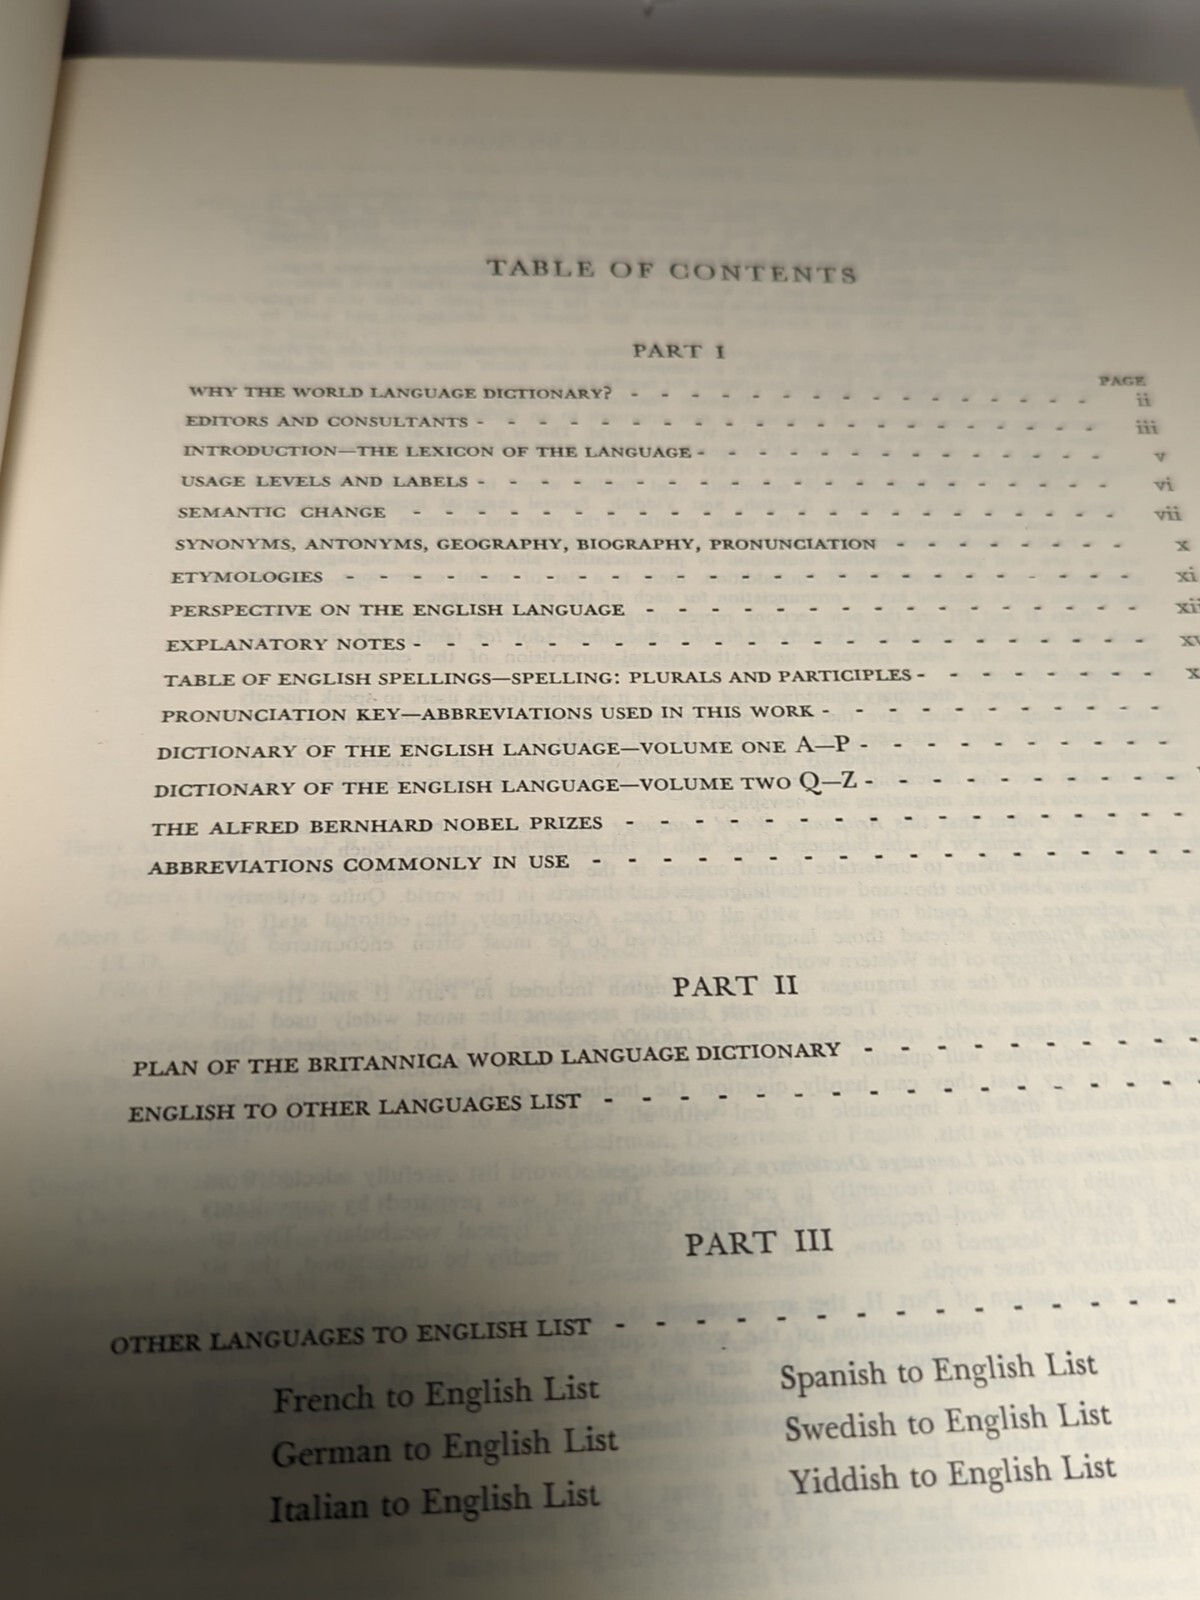 TABLE OF CONTENTS
PART I
PAGE
WHY THE WORLD LANGUAGE DICTIONARY? - - - - - - - - - - - - - - - - - ii
EDITORS AND CONSULTANTS - - - - - - - - - - - - - - - - - - - - - - iii
INTRODUCTION—THE LEXICON OF THE LANGUAGE - - - - - - - - - - - - - - v
USAGE LEVELS AND LABELS - - - - - - - - - - - - - - - - - - - - - - vi
SEMANTIC CHANGE - - - - - - - - - - - - - - - - - - - - - - - - - vii
SYNONYMS, ANTONYMS, GEOGRAPHY, BIOGRAPHY, PRONUNCIATION - - - - - - - - x
ETYMOLOGIES - - - - - - - - - - - - - - - - - - - - - - - - - - - - xi
PERSPECTIVE ON THE ENGLISH LANGUAGE - - - - - - - - - - - - - - - - -
EXPLANATORY NOTES - - - - - - - - - - - - - - - - - - - - - - - - -
TABLE OF ENGLISH SPELLINGS—SPELLING: PLURALS AND PARTICIPLES - - - - - - - -
PRONUNCIATION KEY—ABBREVIATIONS USED IN THIS WORK - - - - - - - - - - -
DICTIONARY OF THE ENGLISH LANGUAGE—VOLUME ONE A—P - - - - - - - - - -
DICTIONARY OF THE ENGLISH LANGUAGE—VOLUME TWO Q—Z - - - - - - - - - -
THE ALFRED BERNHARD NOBEL PRIZES - - - - - - - - - - - - - - - - - -
ABBREVIATIONS COMMONLY IN USE - - - - - - - - - - - - - - - - - - -
PART II
PLAN OF THE BRITANNICA WORLD LANGUAGE DICTIONARY - - - - - - - - - -
ENGLISH TO OTHER LANGUAGES LIST - - - - - - - - - - - - - - - - - -
PART III
OTHER LANGUAGES TO ENGLISH LIST - - - - - - - - - - - - - - - - -
French to English List Spanish to English List
German to English List Swedish to English List
Italian to English List Yiddish to English List